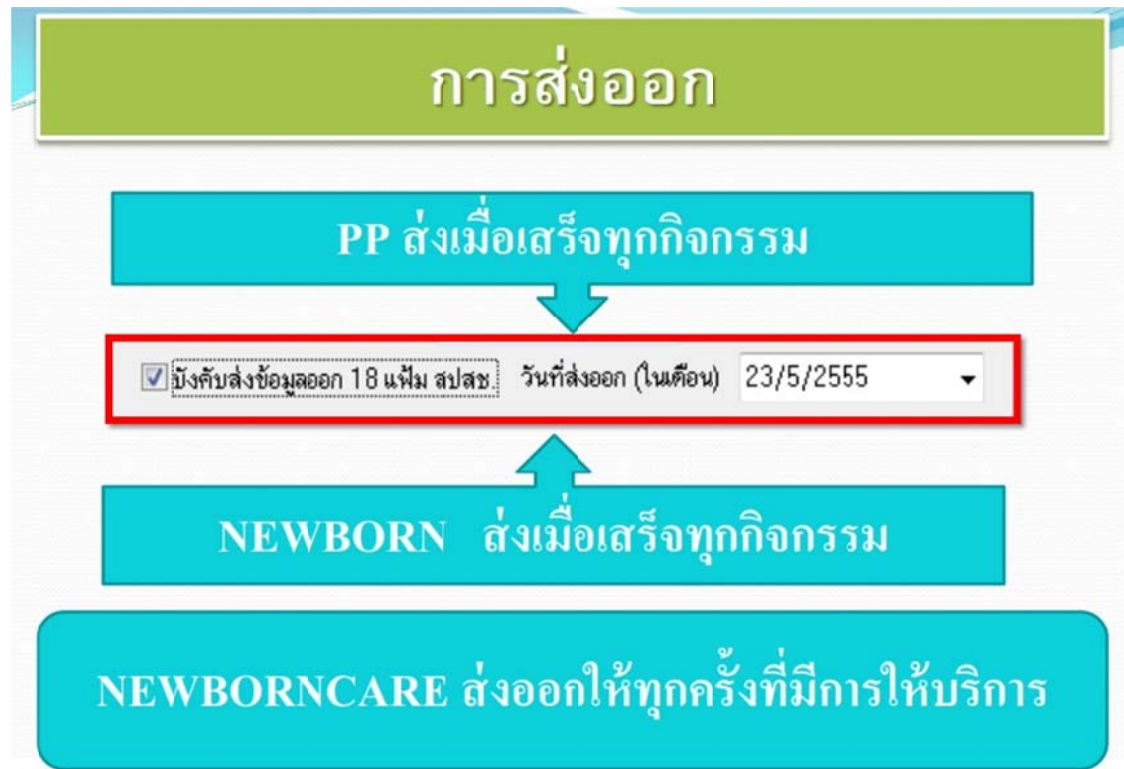 การส่งออก
PP ส่งเมื่อเสร็จทุกกิจกรรม
บังคับส่งข้อมูลออก 18 แฟ้ม สปสช. วันที่ส่งออก (ในเดือน) 23/5/2555
NEWBORN ส่งเมื่อเสร็จทุกกิจกรรม
NEWBORNCARE ส่งออกให้ทุกครั้งที่มีการให้บริการ